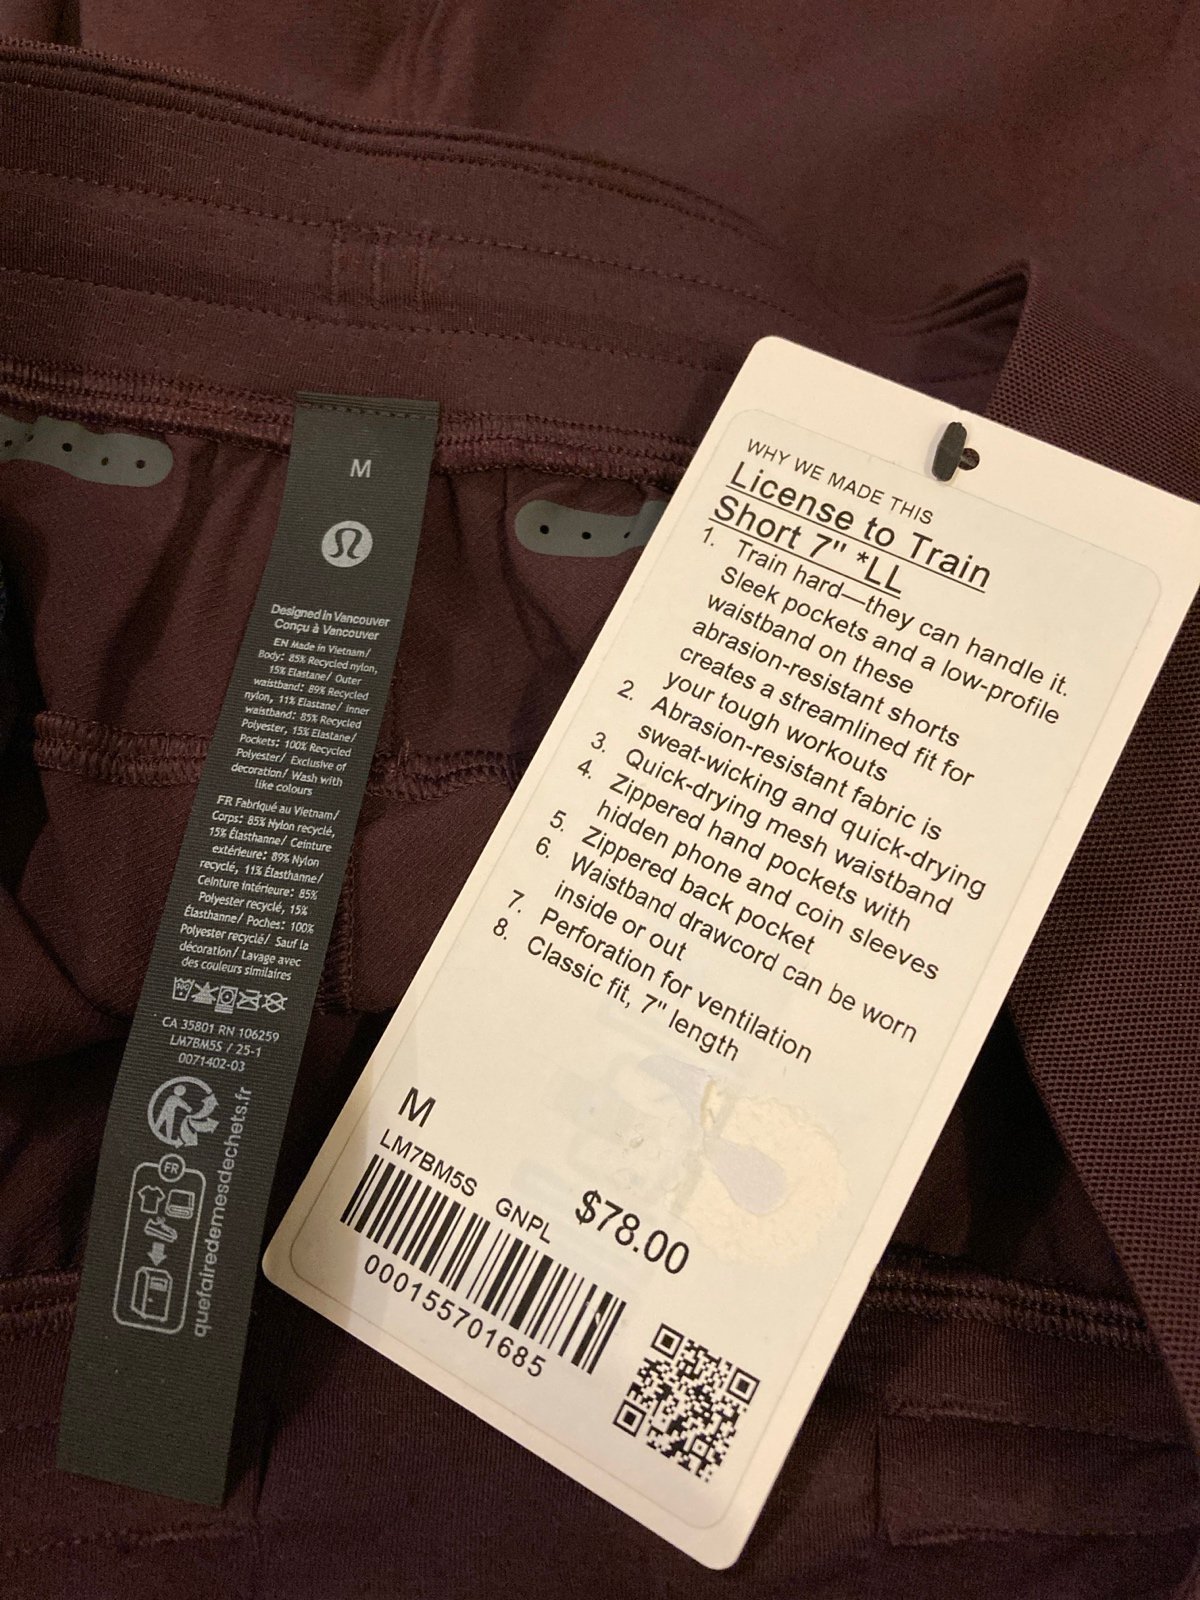 M
Designed in Vancouver
Conçu à Vancouver
EN Made in Vietnam/
Body: 85% Recycled nylon,
15% Elastane/ Outer
waistband: 89% Recycled
nylon, 11% Elastane/ Inner
waistband: 85% Recycled
Polyester, 15% Elastane/
Pockets: 100% Recycled
Polyester/ Exclusive of
decoration/ Wash with
like colours
FR Fabriqué au Vietnam/
Corps: 85% Nylon recyclé,
15% Élasthanne/ Ceinture
extérieure: 89% Nylon
recyclé, 11% Élasthanne/
Ceinture intérieure: 85%
Polyester recyclé, 15%
Élasthanne/ Poches: 100%
Polyester recyclé/ Sauf la
décoration/ Lavage avec
des couleurs similaires
CA 35801 RN 106259
LM7BM5S / 25-1
0071402-03
FR
quefairedemesdechets.fr
WHY WE MADE THIS
License to Train
Short 7" *LL
1. Train hard—they can handle it.
Sleek pockets and a low-profile
waistband on these
abrasion-resistant shorts
creates a streamlined fit for
your tough workouts
2. Abrasion-resistant fabric is
sweat-wicking and quick-drying
3. Quick-drying mesh waistband
4. Zippered hand pockets with
hidden phone and coin sleeves
5. Zippered back pocket
6. Waistband drawcord can be worn
inside or out
7. Perforation for ventilation
8. Classic fit, 7" length
M
LM7BM5S GNPL $78.00
000155701685